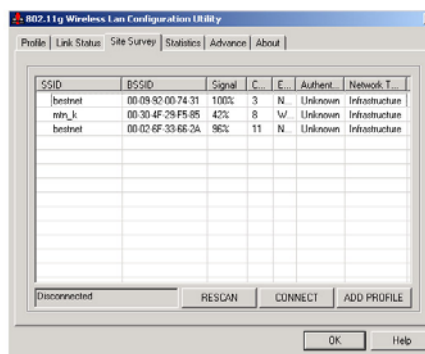 802.11g Wireless Lan Configuration Utility
Profile Link Status Site Survey Statistics Advance About
SSID BSSID Signal C... E... Authent... Network T...
bestnet 00-09-92-00-74-31 100% 3 N... Unknown Infrastructure
mtn_k 00-30-4F-29-F5-85 42% 8 W... Unknown Infrastructure
bestnet 00-02-6F-33-66-2A 96% 11 N... Unknown Infrastructure
Disconnected RESCAN CONNECT ADD PROFILE
OK Help